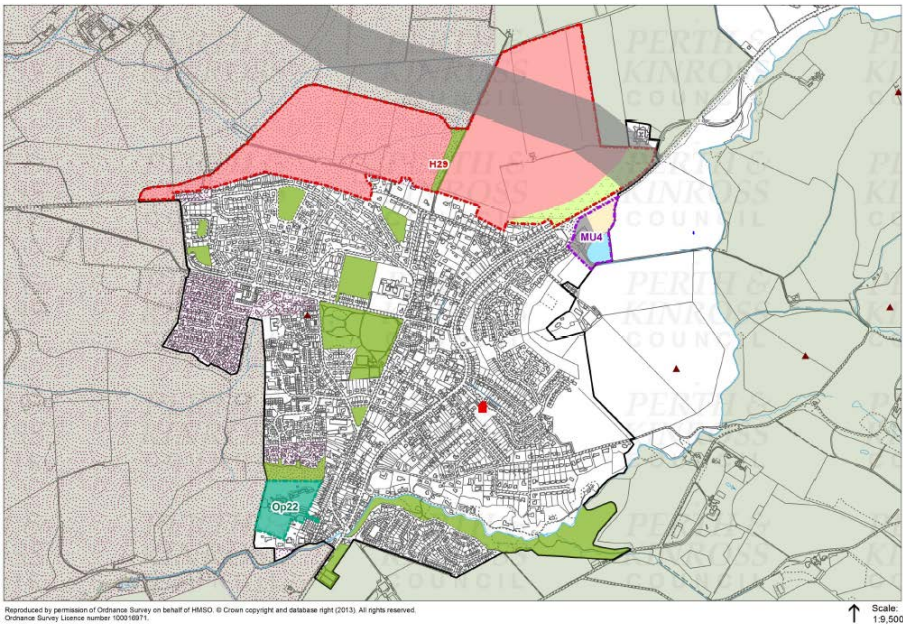 PERTH &
KINROSS
COUNCIL
H29
MU4
Op22
Reproduced by permission of Ordnance Survey on behalf of HMSO. © Crown copyright and database right (2013). All rights reserved.
Ordnance Survey Licence number 100016971.
Scale:
1:9,500